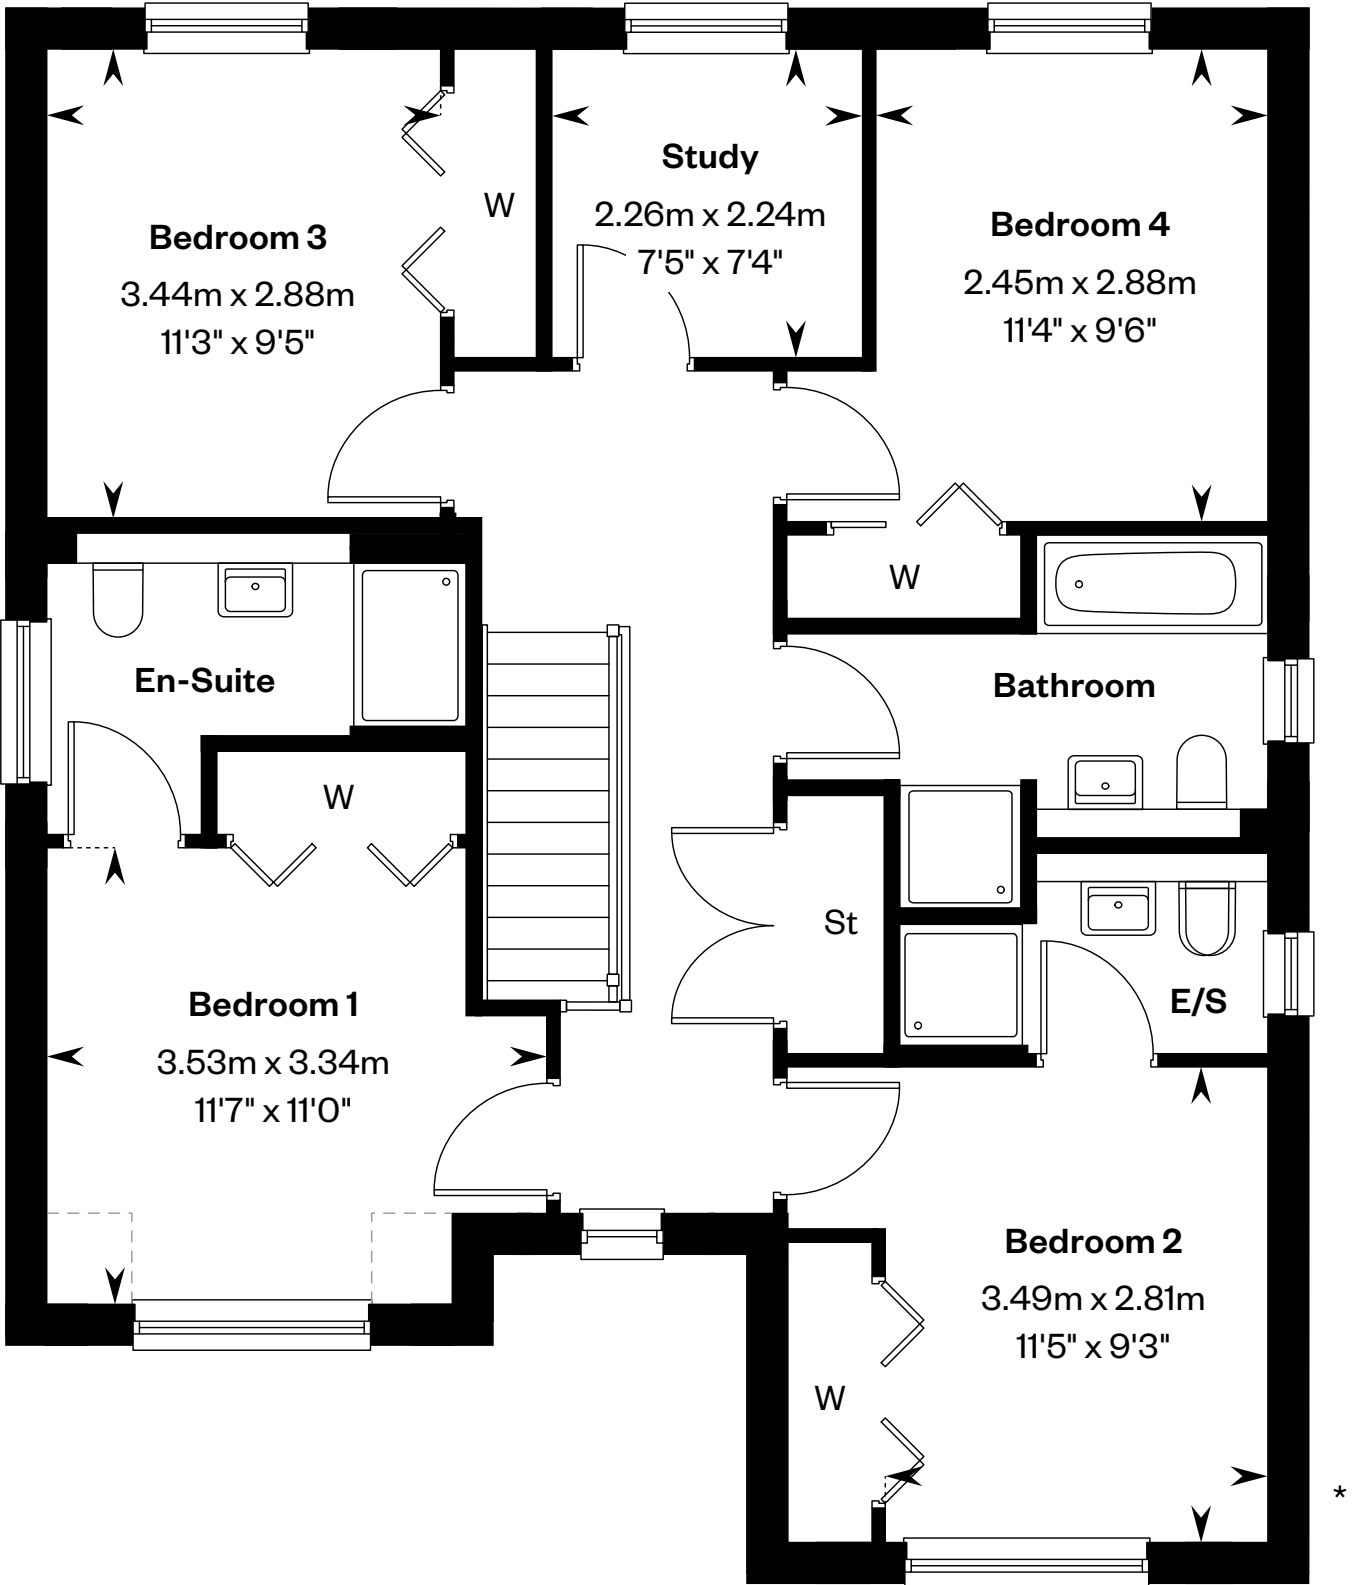 Study
2.26m x 2.24m
7'5" x 7'4"
W
Bedroom 3
3.44m x 2.88m
11'3" x 9'5"
Bedroom 4
2.45m x 2.88m
11'4" x 9'6"
W
En-Suite
Bathroom
W
St
Bedroom 1
3.53m x 3.34m
11'7" x 11'0"
E/S
Bedroom 2
3.49m x 2.81m
11'5" x 9'3"
W
*